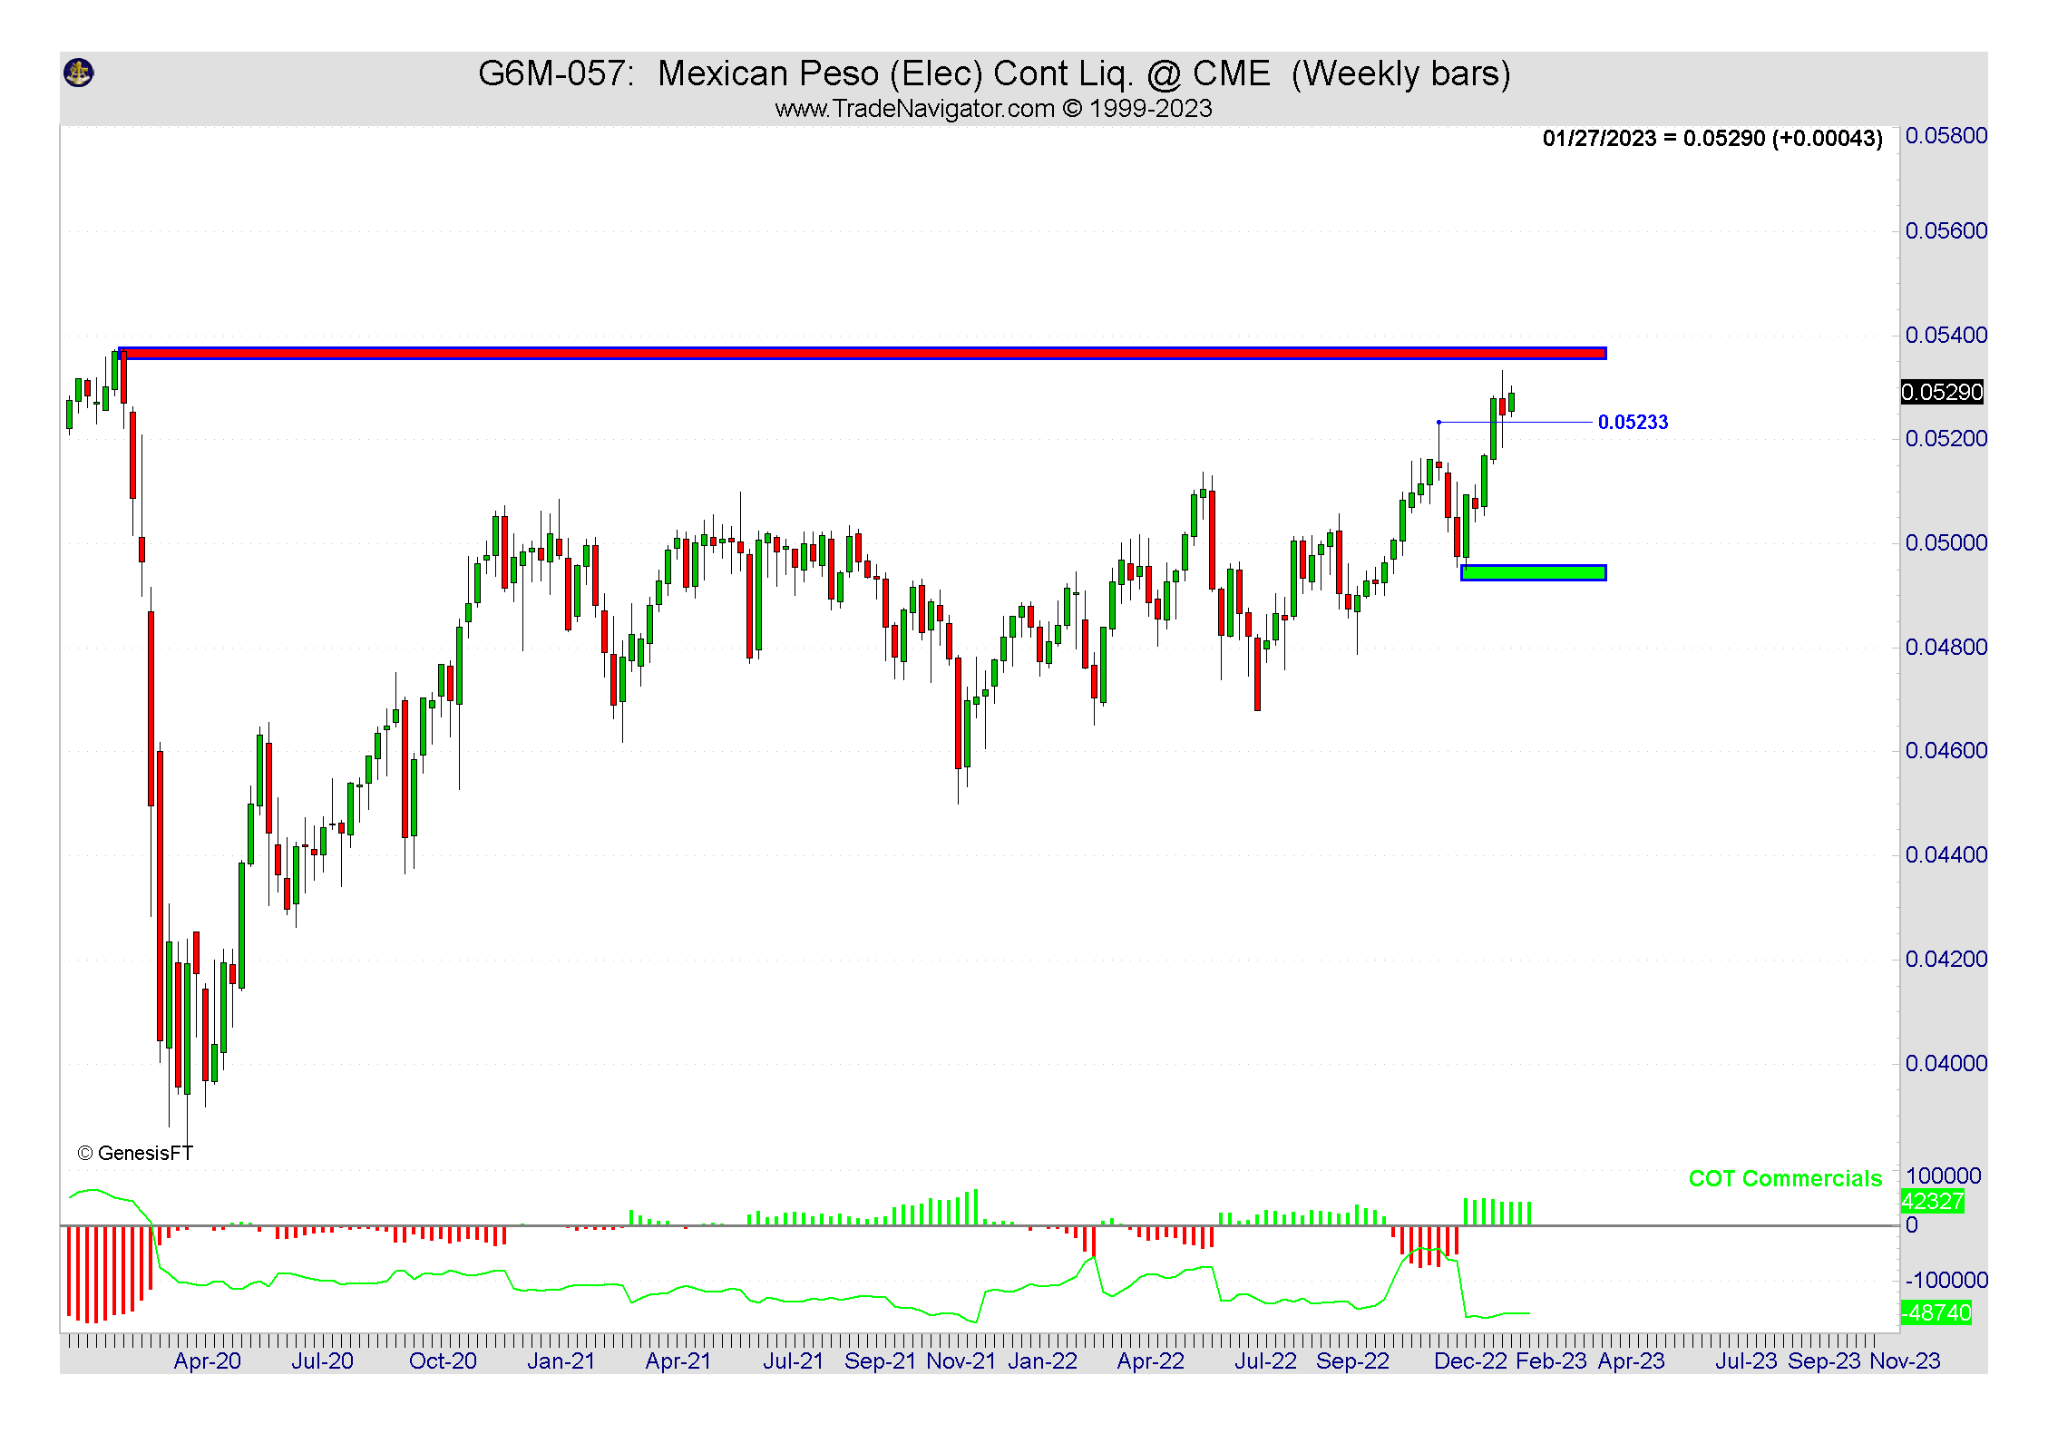 G6M-057: Mexican Peso (Elec) Cont Liq. @ CME (Weekly bars)
www.TradeNavigator.com © 1999-2023
01/27/2023 = 0.05290 (+0.00043)
0.05800
0.05600
0.05400
0.05290
0.05233
0.05200
0.05000
0.04800
0.04600
0.04400
0.04200
0.04000
© GenesisFT
COT Commercials
100000
42327
0
-100000
-48740
Apr-20 Jul-20 Oct-20 Jan-21 Apr-21 Jul-21 Sep-21 Nov-21 Jan-22 Apr-22 Jul-22 Sep-22 Dec-22 Feb-23 Apr-23 Jul-23 Sep-23 Nov-23